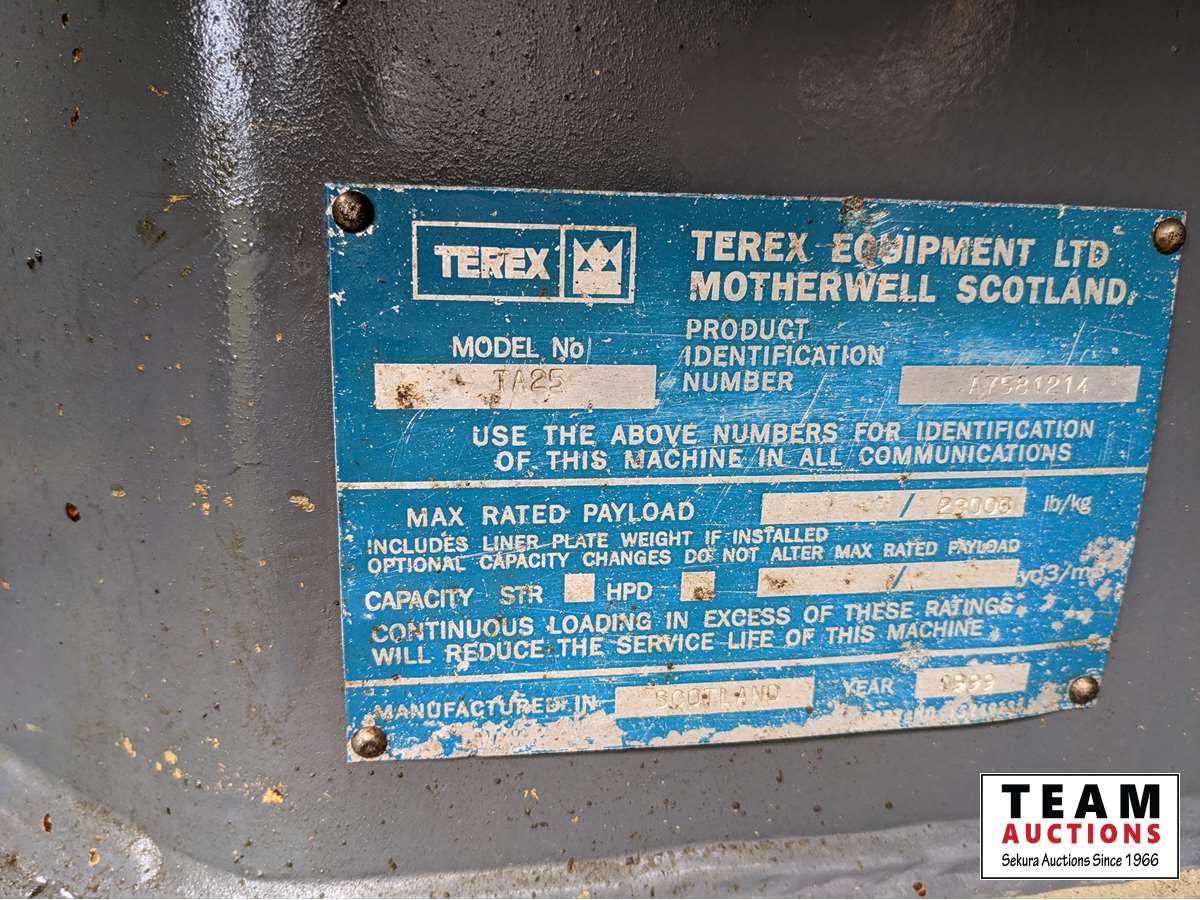 TEREX
TEREX EQUIPMENT LTD
MOTHERWELL SCOTLAND
MODEL No
TA25
PRODUCT
IDENTIFICATION
NUMBER
A7581214
USE THE ABOVE NUMBERS FOR IDENTIFICATION
OF THIS MACHINE IN ALL COMMUNICATIONS
MAX RATED PAYLOAD / lb/kg
INCLUDES LINER PLATE WEIGHT IF INSTALLED
OPTIONAL CAPACITY CHANGES DO NOT ALTER MAX RATED PAYLOAD
CAPACITY STR HPD / yd3/m
CONTINUOUS LOADING IN EXCESS OF THESE RATINGS
WILL REDUCE THE SERVICE LIFE OF THIS MACHINE
MANUFACTURED IN SCOTLAND YEAR 1999
TEAM
AUCTIONS
Sekura Auctions Since 1966